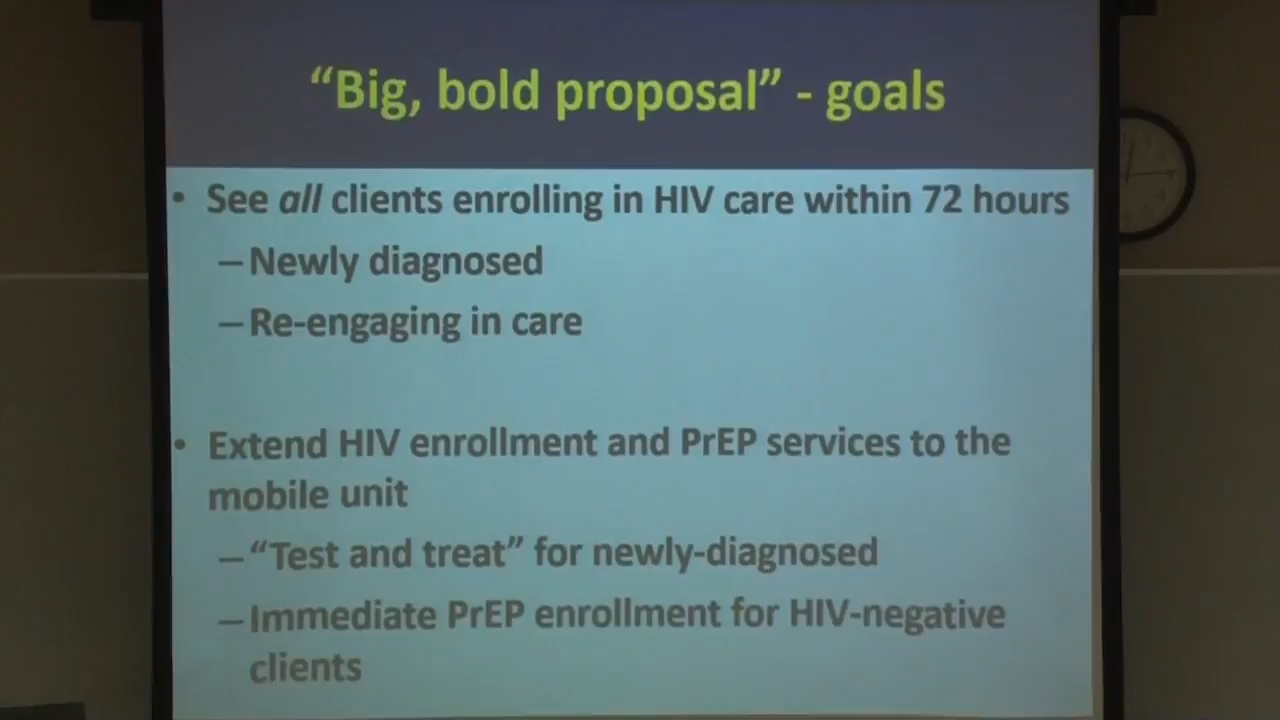 “Big, bold proposal” - goals
• See all clients enrolling in HIV care within 72 hours
– Newly diagnosed
– Re-engaging in care
• Extend HIV enrollment and PrEP services to the
mobile unit
– “Test and treat” for newly-diagnosed
– Immediate PrEP enrollment for HIV-negative
clients